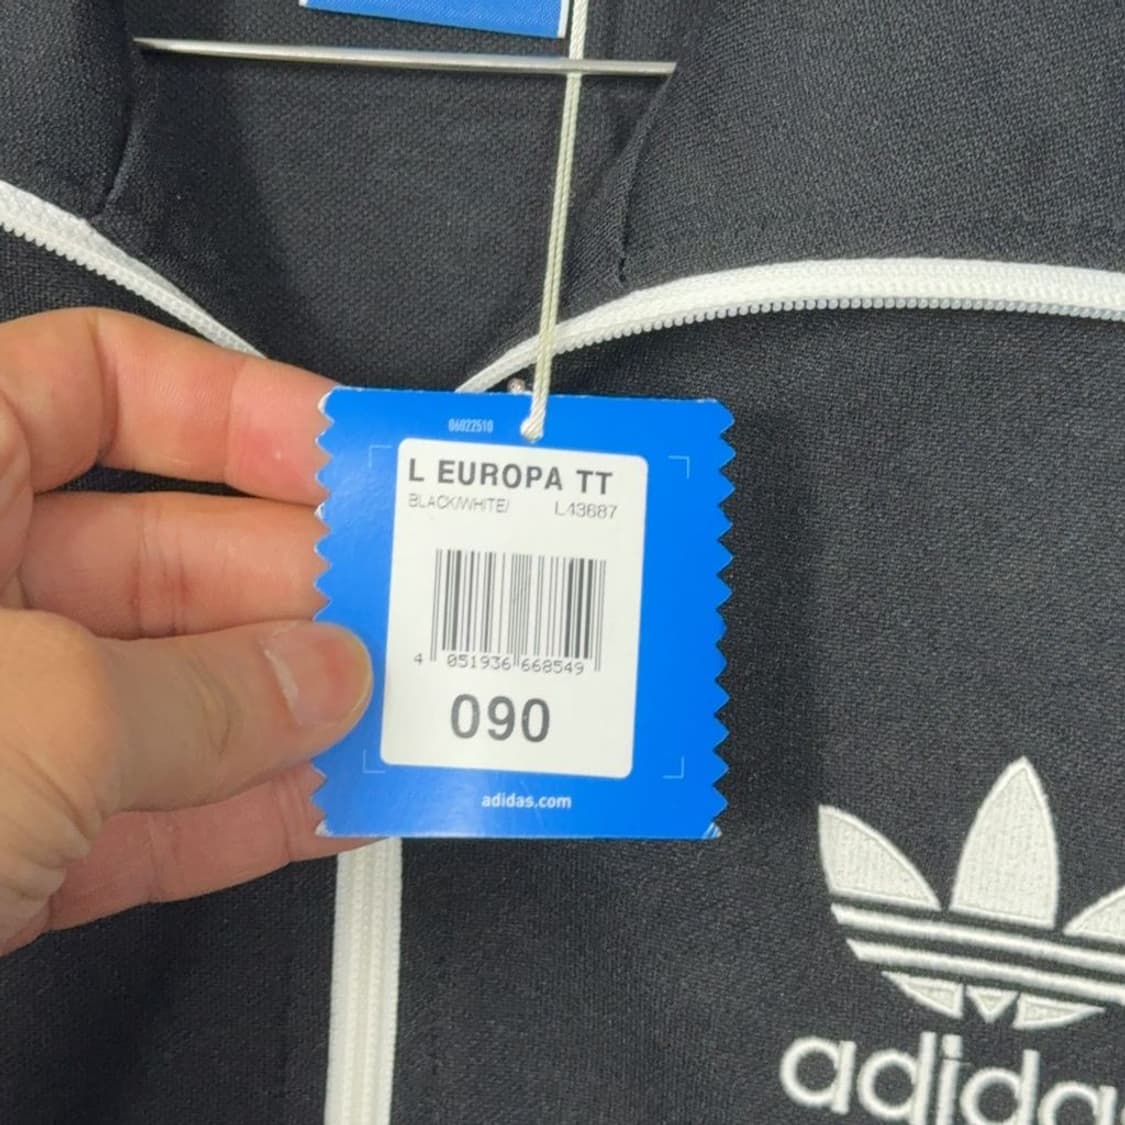 06022510
L EUROPA TT
BLACK/WHITE/ L43687
4 051936 668549
090
adidas.com
adidas